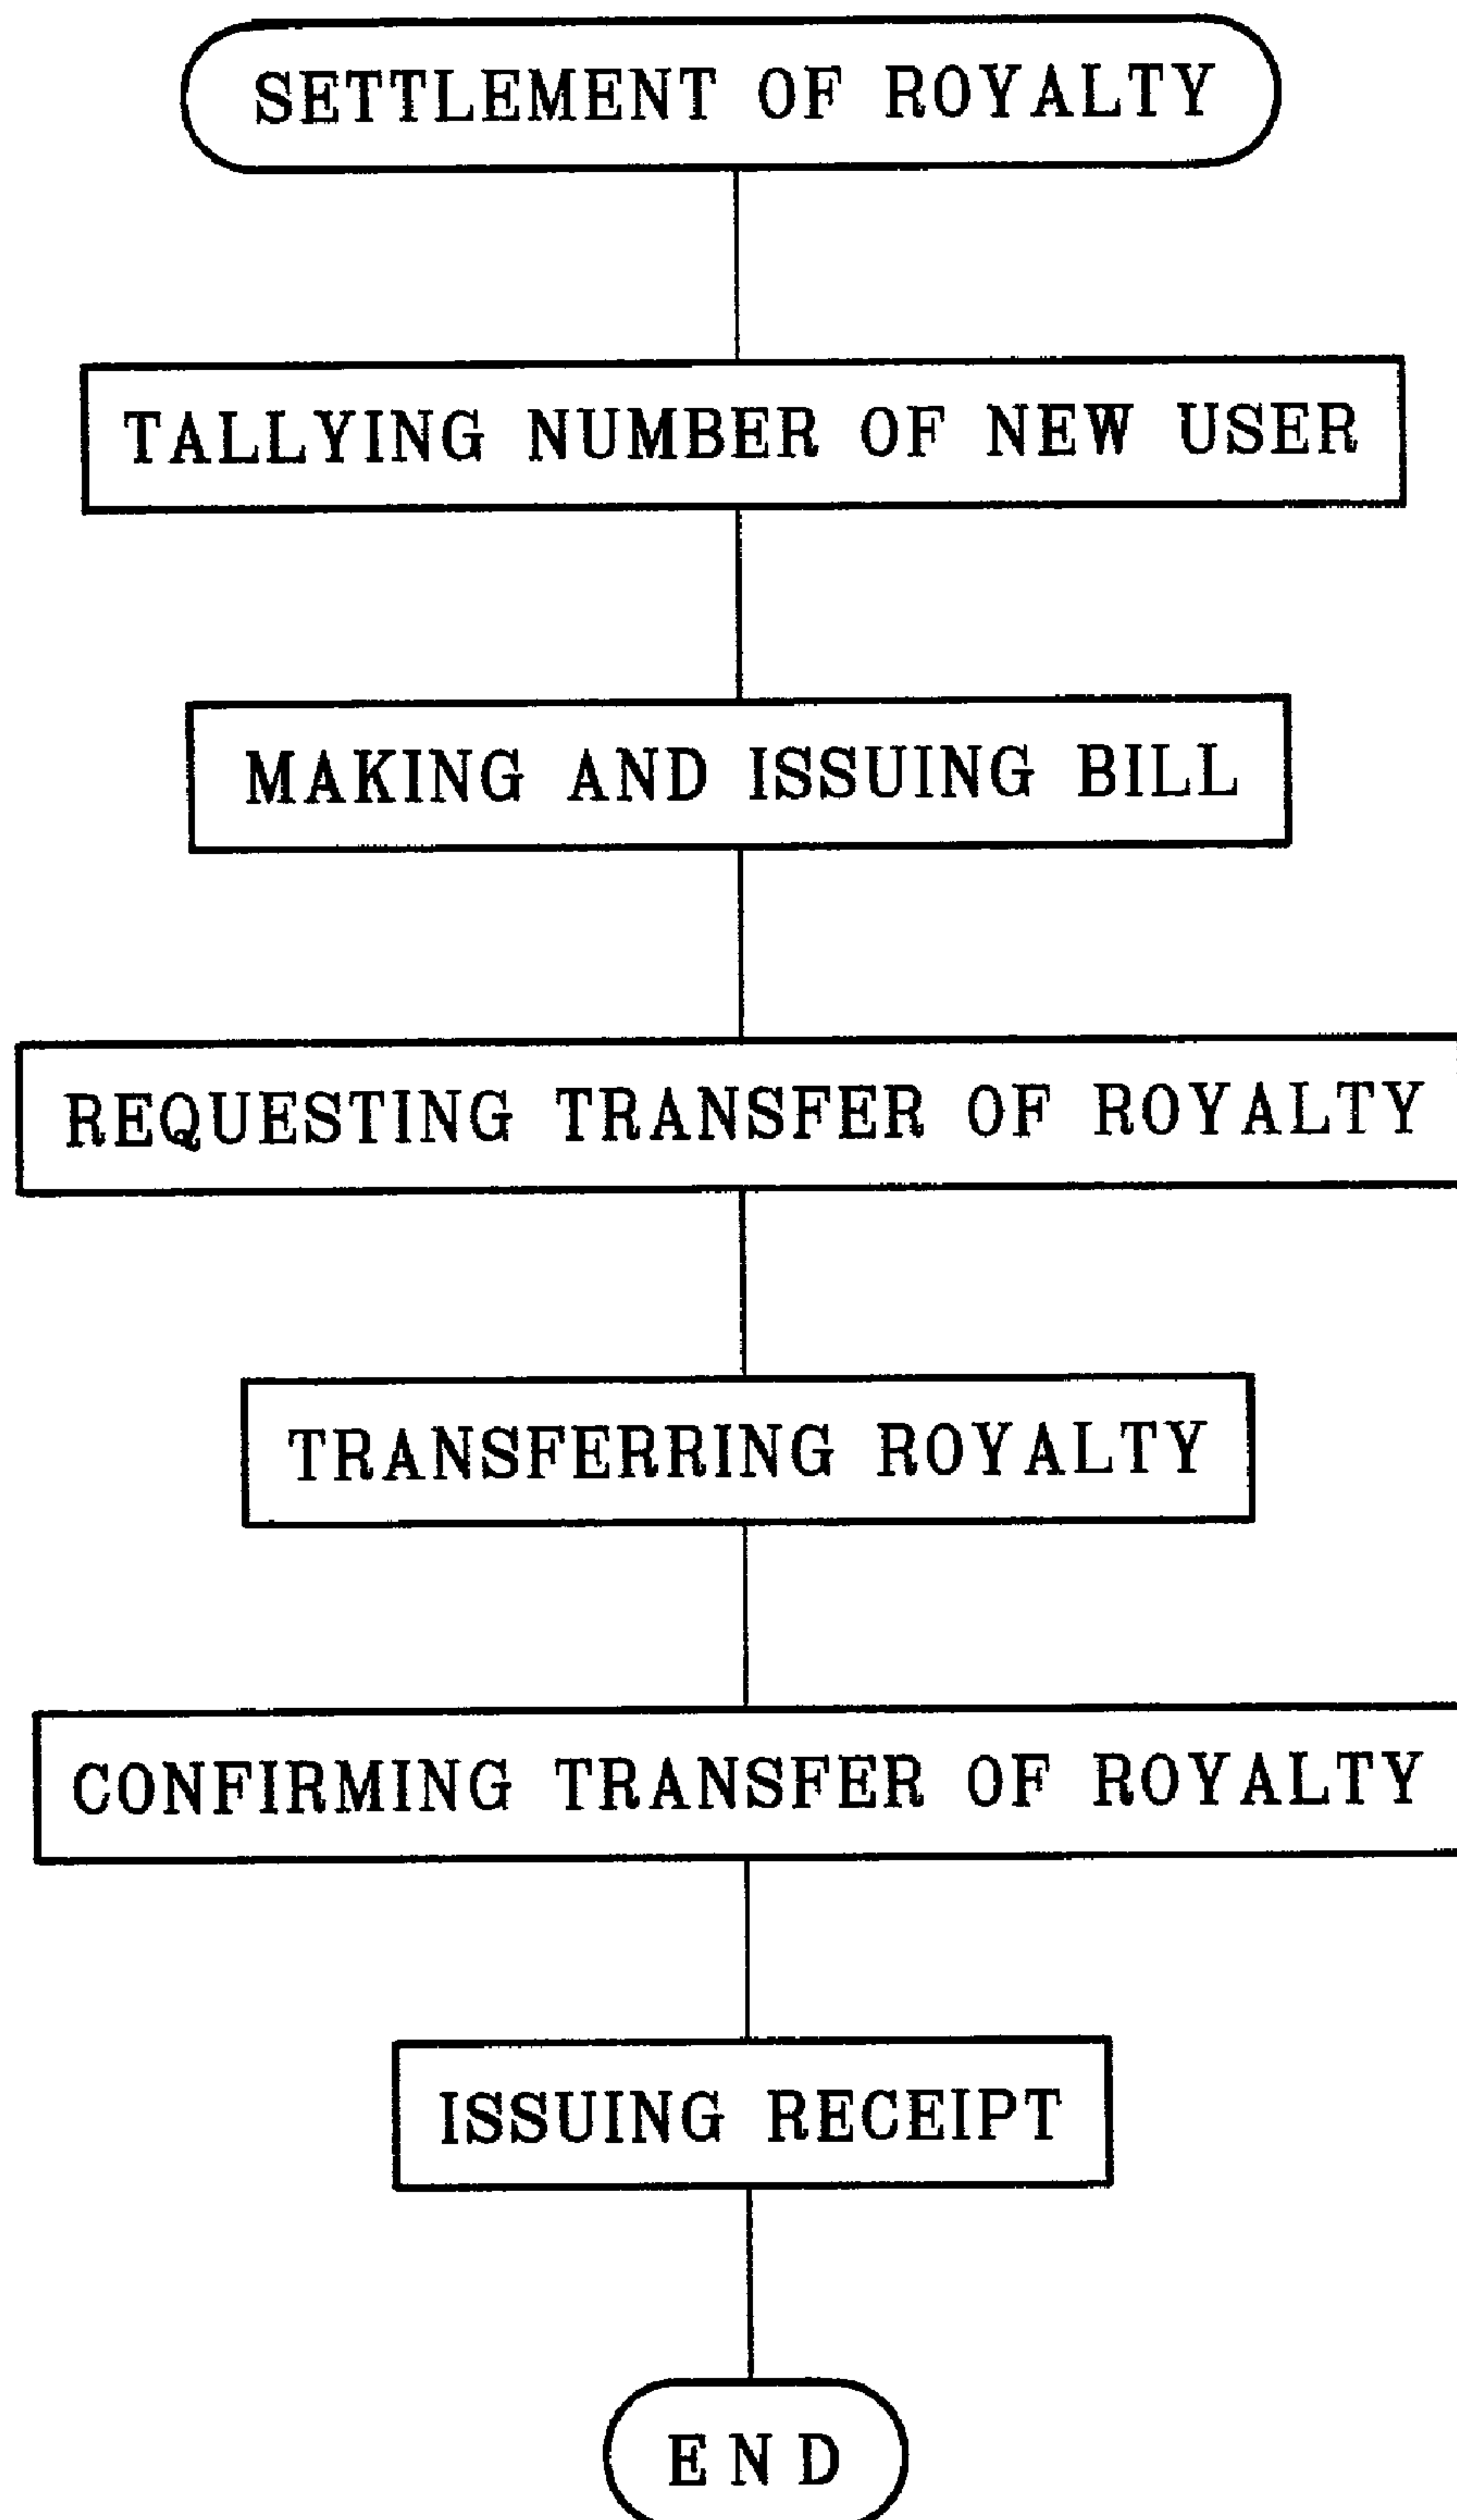 SETTLEMENT OF ROYALTY
TALLYING NUMBER OF NEW USER
MAKING AND ISSUING BILL
REQUESTING TRANSFER OF ROYALTY
TRANSFERRING ROYALTY
CONFIRMING TRANSFER OF ROYALTY
ISSUING RECEIPT
END